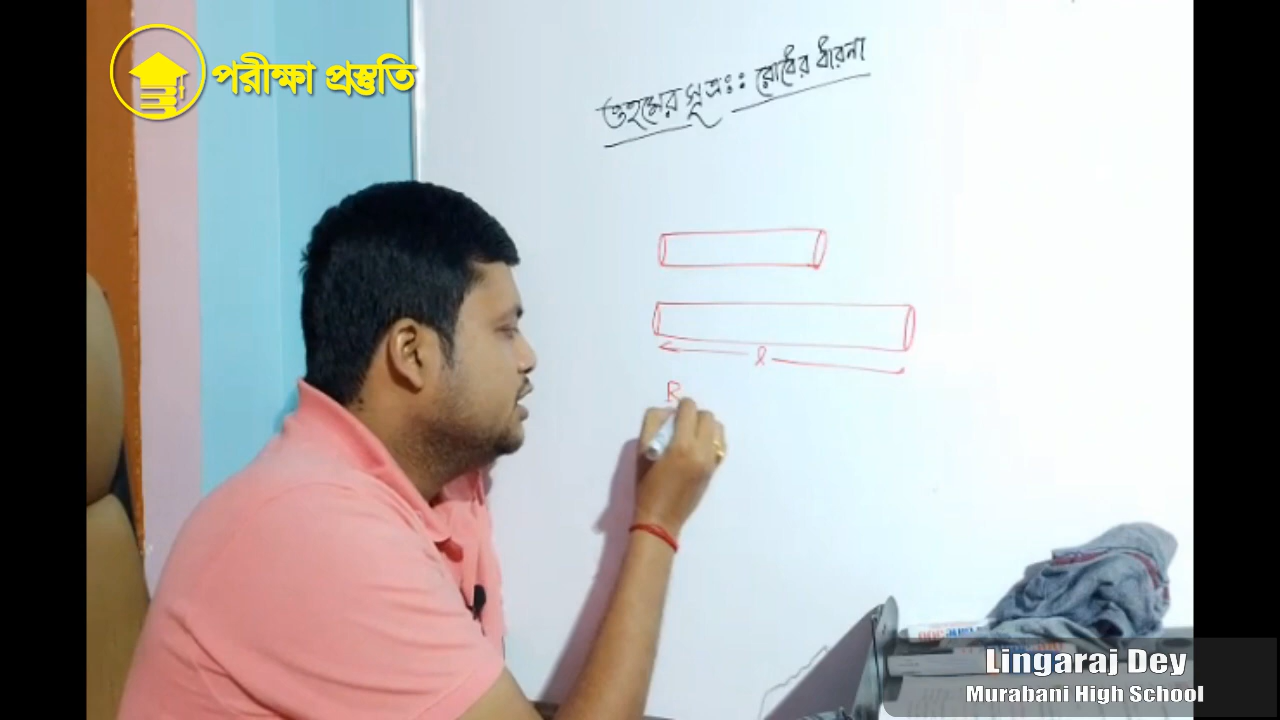 পরীক্ষা প্রস্তুতি
ওহমের সূত্র :: রোধের ধারনা
l
R
Lingaraj Dey
Murabani High School